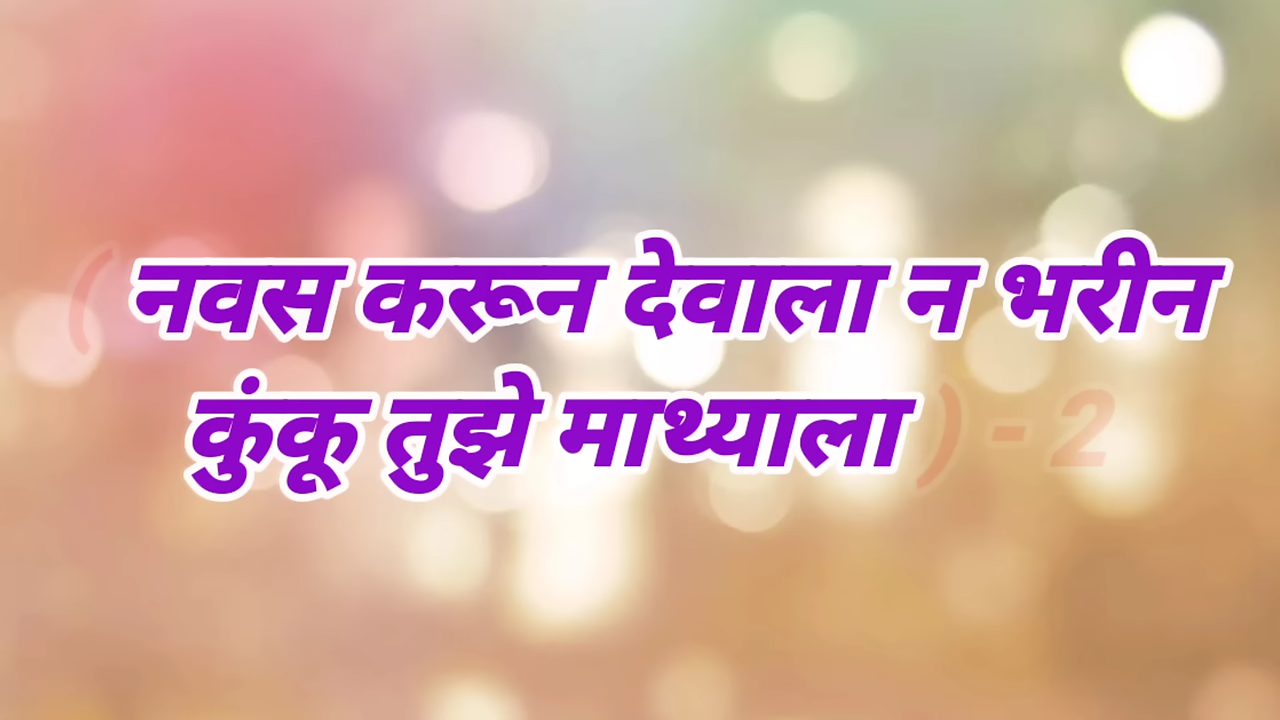 ( नवस करून देवाला न भरीन
कुंकू तुझे माथ्याला ) - 2